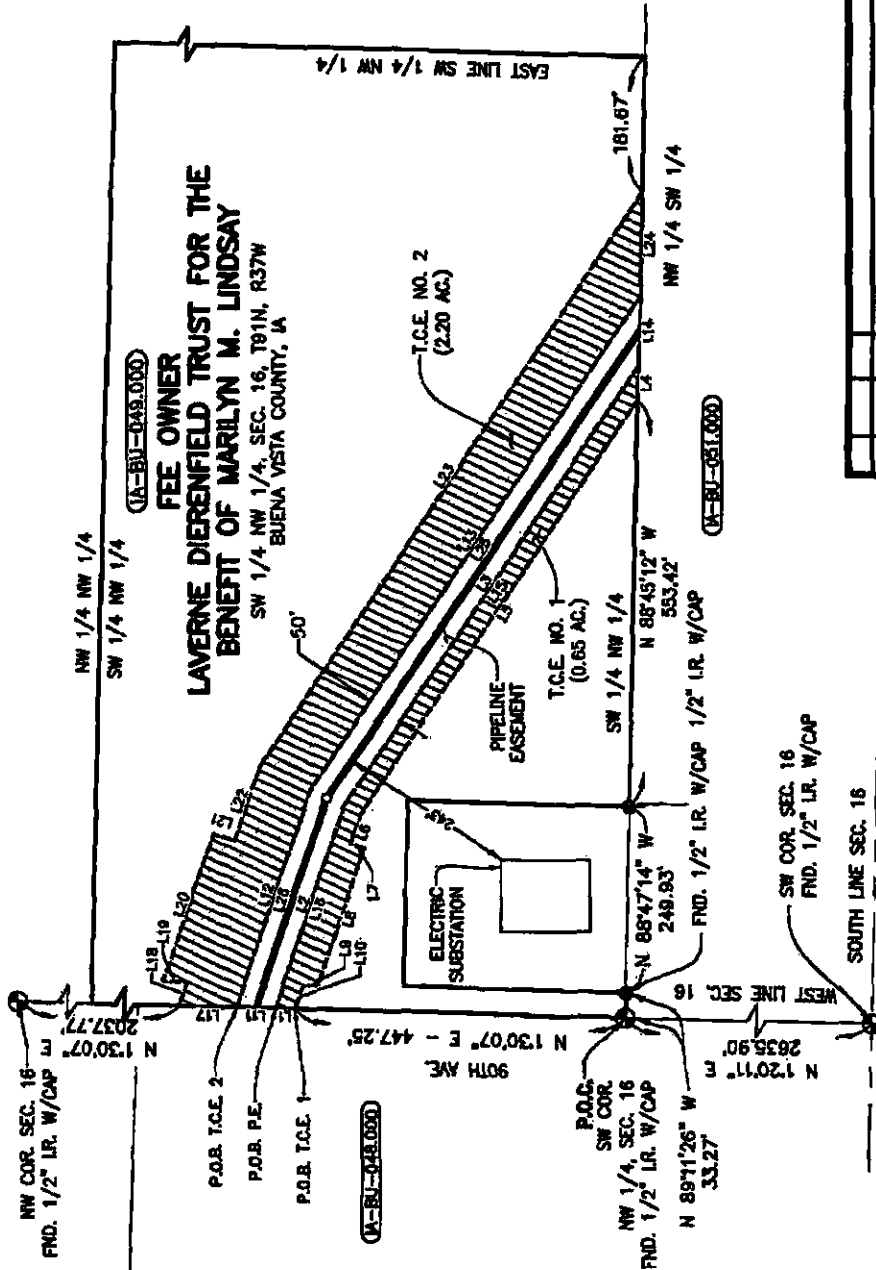 NW 1/4 NW 1/4
SW 1/4 NW 1/4
IA-BU-049.000
FEE OWNER
LAVERNE DIERENFIELD TRUST FOR THE
BENEFIT OF MARILYN M. LINDSAY
SW 1/4 NW 1/4, SEC. 16, T91N, R37W
BUENA VISTA COUNTY, IA
EAST LINE SW 1/4 NW 1/4
NW COR. SEC. 16
FND. 1/2" I.R. W/CAP
N 1°30'07" E
2037.77'
L18
L19
L20
L21
L22
L17
50'
T.C.E. NO. 2
(2.20 AC.)
L23
181.67'
L24
NW 1/4 SW 1/4
P.O.B. T.C.E. 2
P.O.B. P.E.
P.O.B. T.C.E. 1
L11
L12
L26
L2
L6
L7
L8
L9
L10
L3
L14
L4
PIPELINE
EASEMENT
T.C.E. NO. 1
(0.65 AC.)
243'
ELECTRIC
SUBSTATION
IA-BU-048.000
90TH AVE.
N 1°30'07" E - 447.25'
SW 1/4 NW 1/4
N 88°45'12" W
553.42'
IA-BU-051.000
N 88°47'14" W
249.93'
FND. 1/2" I.R. W/CAP
1/2" I.R. W/CAP
P.O.C.
SW COR.
NW 1/4, SEC. 16
FND. 1/2" I.R. W/CAP
N 89°11'26" W
33.27'
WEST LINE SEC. 16
N 1°20'11" E
2635.90'
SW COR. SEC. 16
FND. 1/2" I.R. W/CAP
SOUTH LINE SEC. 16